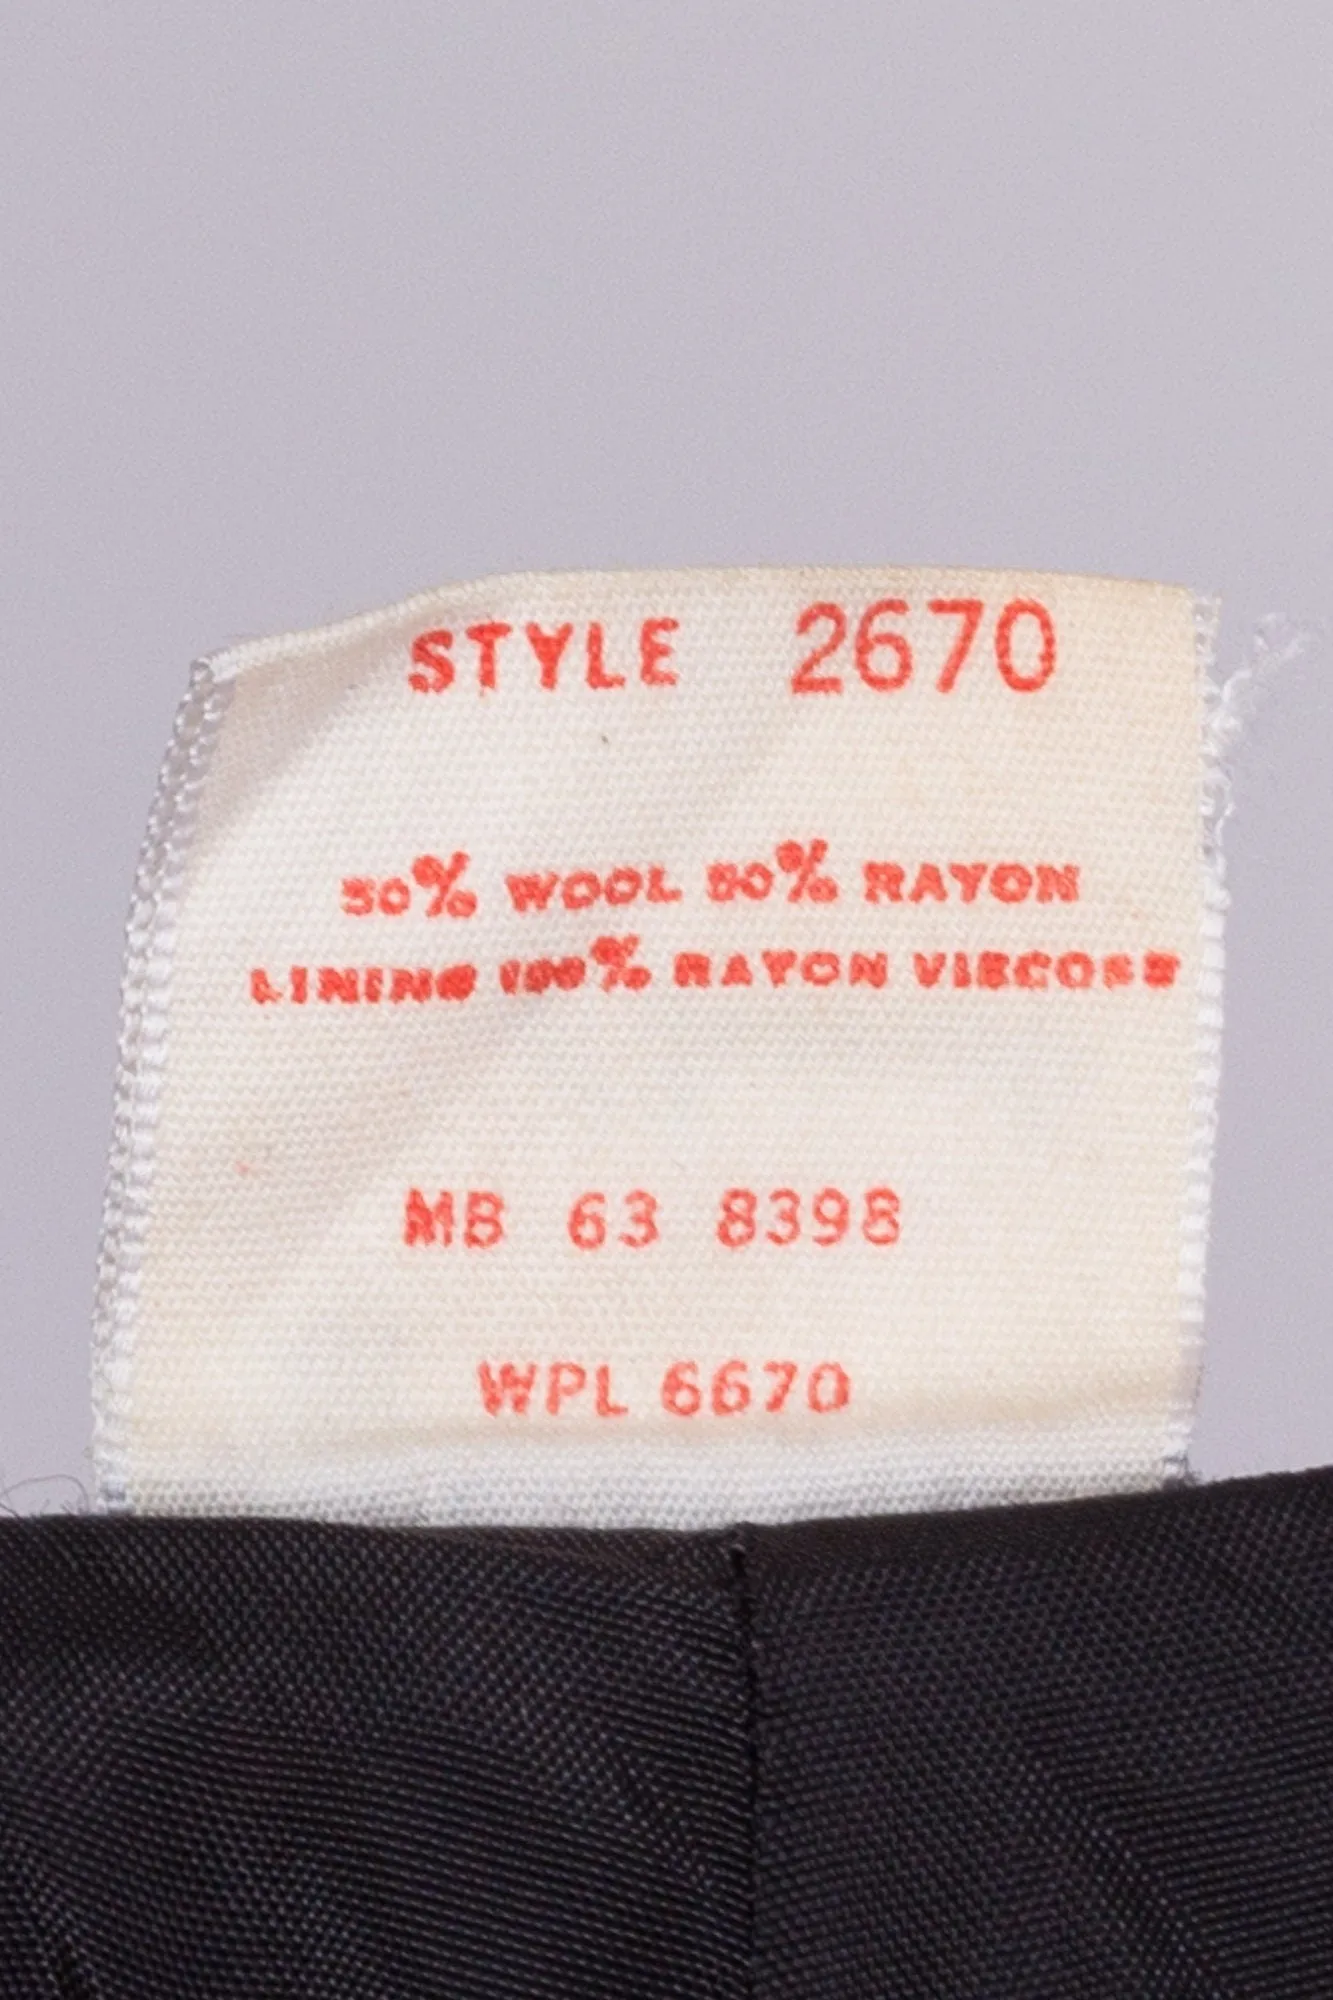 STYLE 2670
50% WOOL 50% RAYON
LINING 100% RAYON VISCOSE
MB 63 8398
WPL 6670